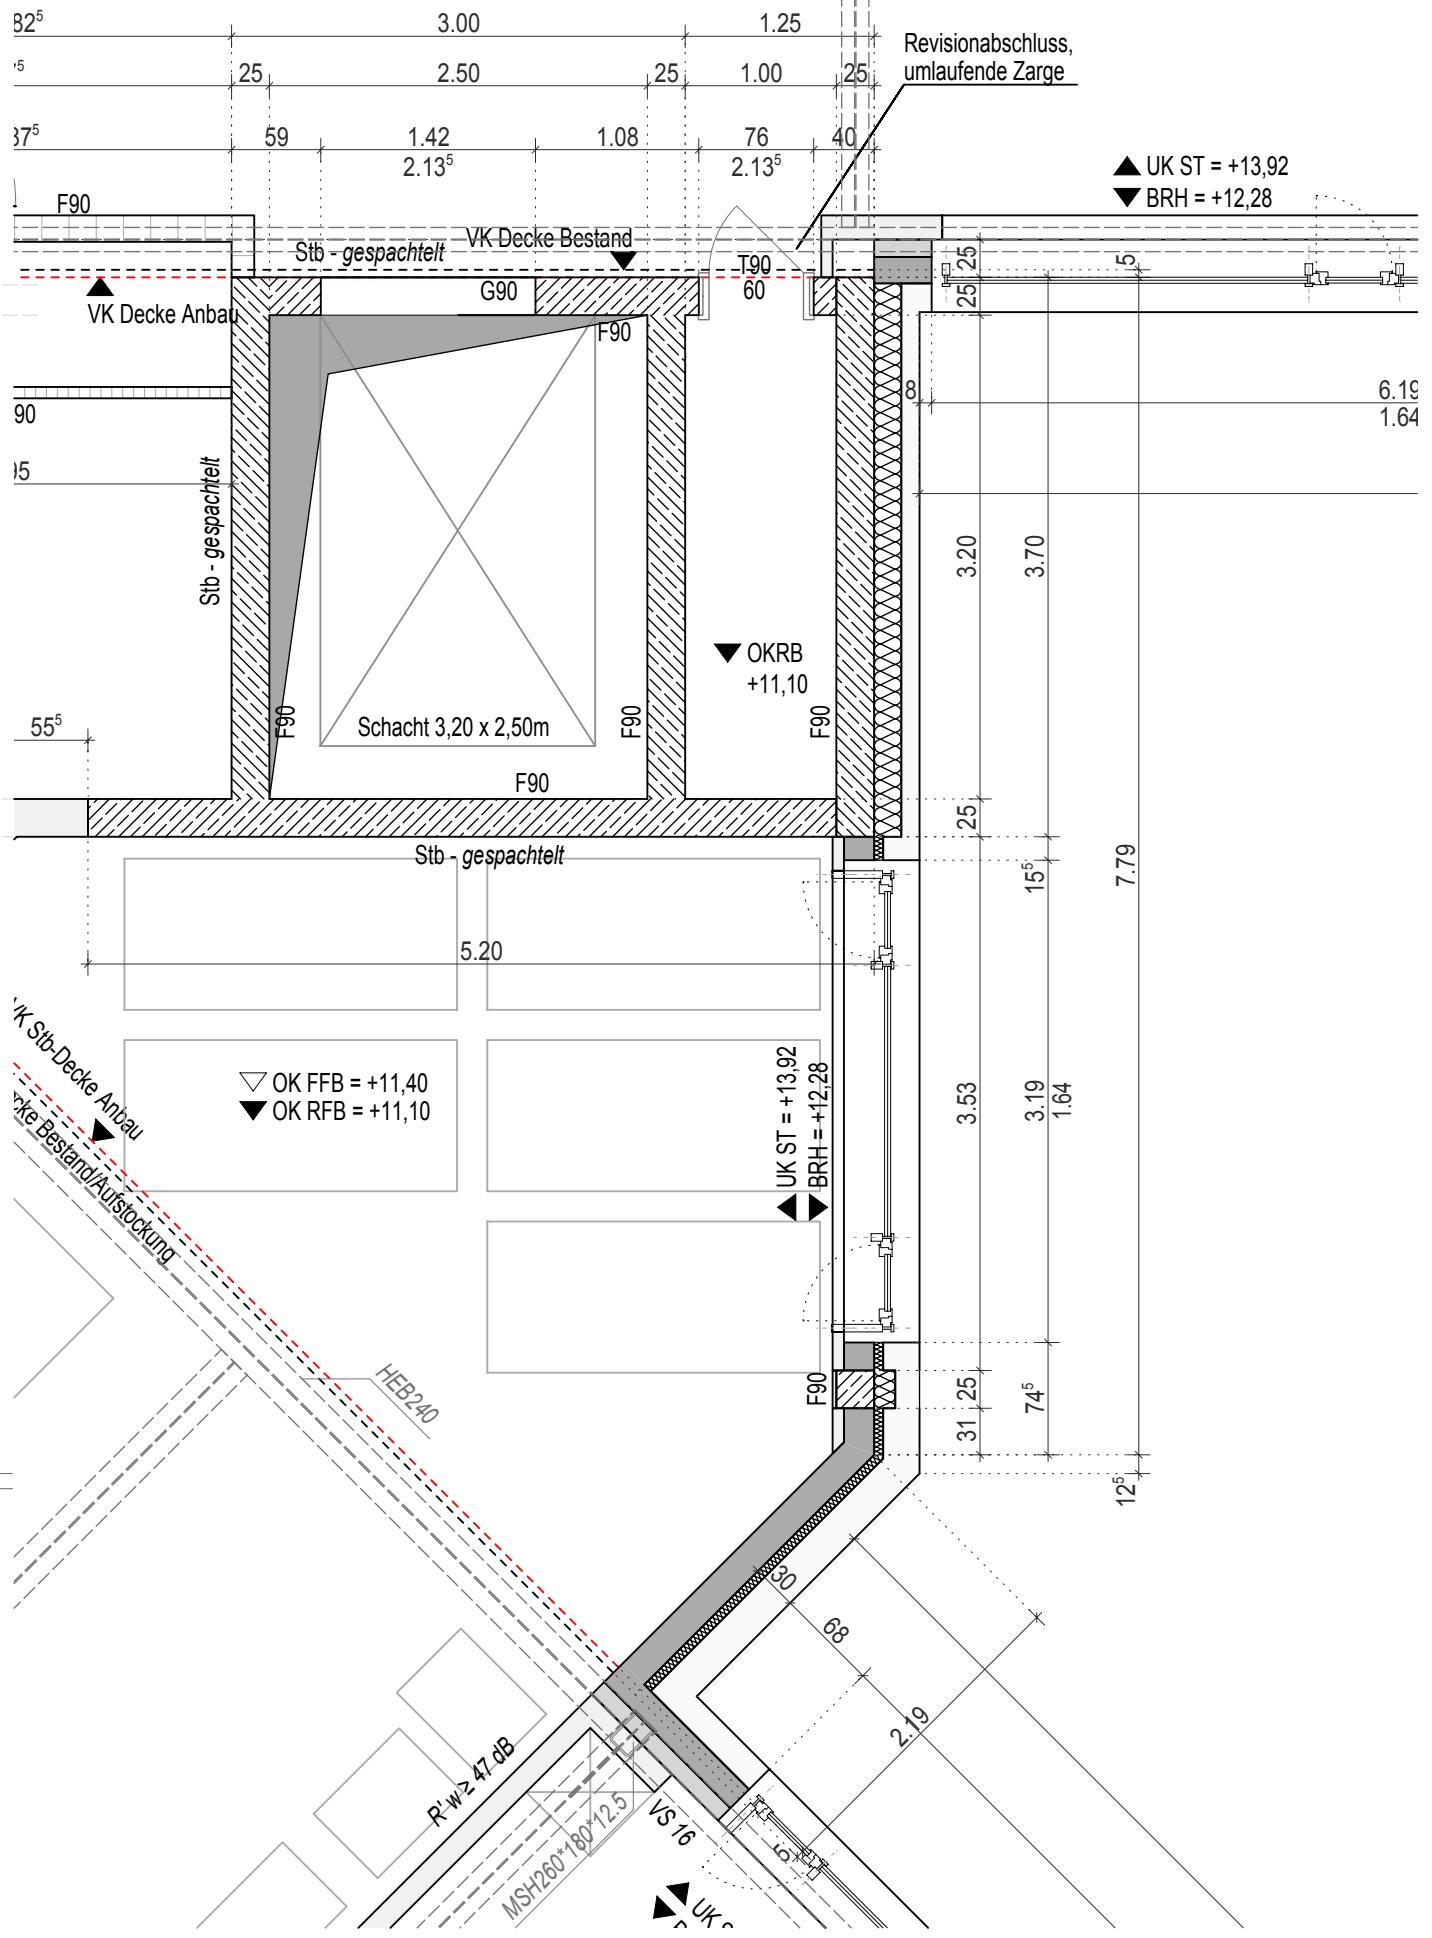 82⁵
3.00
1.25
Revisionabschluss,
umlaufende Zarge
25
2.50
25
1.00
25
37⁵
59
1.42
2.13⁵
1.08
76
2.13⁵
40
UK ST = +13,92
BRH = +12,28
F90
Stb - gespachtelt
VK Decke Bestand
T90
60
25
25
5
VK Decke Anbau
G90
F90
90
8
6.19
1.64
95
Stb - gespachtelt
3.20
3.70
OKRB
+11,10
55⁵
F90
Schacht 3,20 x 2,50m
F90
F90
F90
25
Stb - gespachtelt
15⁵
7.79
5.20
VK Stb-Decke Anbau
cke Bestand/Aufstockung
OK FFB = +11,40
OK RFB = +11,10
UK ST = +13,92
BRH = +12,28
3.53
3.19
1.64
HEB240
F90
25
74⁵
31
12⁵
30
68
2.19
R'w ≥ 47 dB
MSH260*180*12.5
VS 16
5
UK S